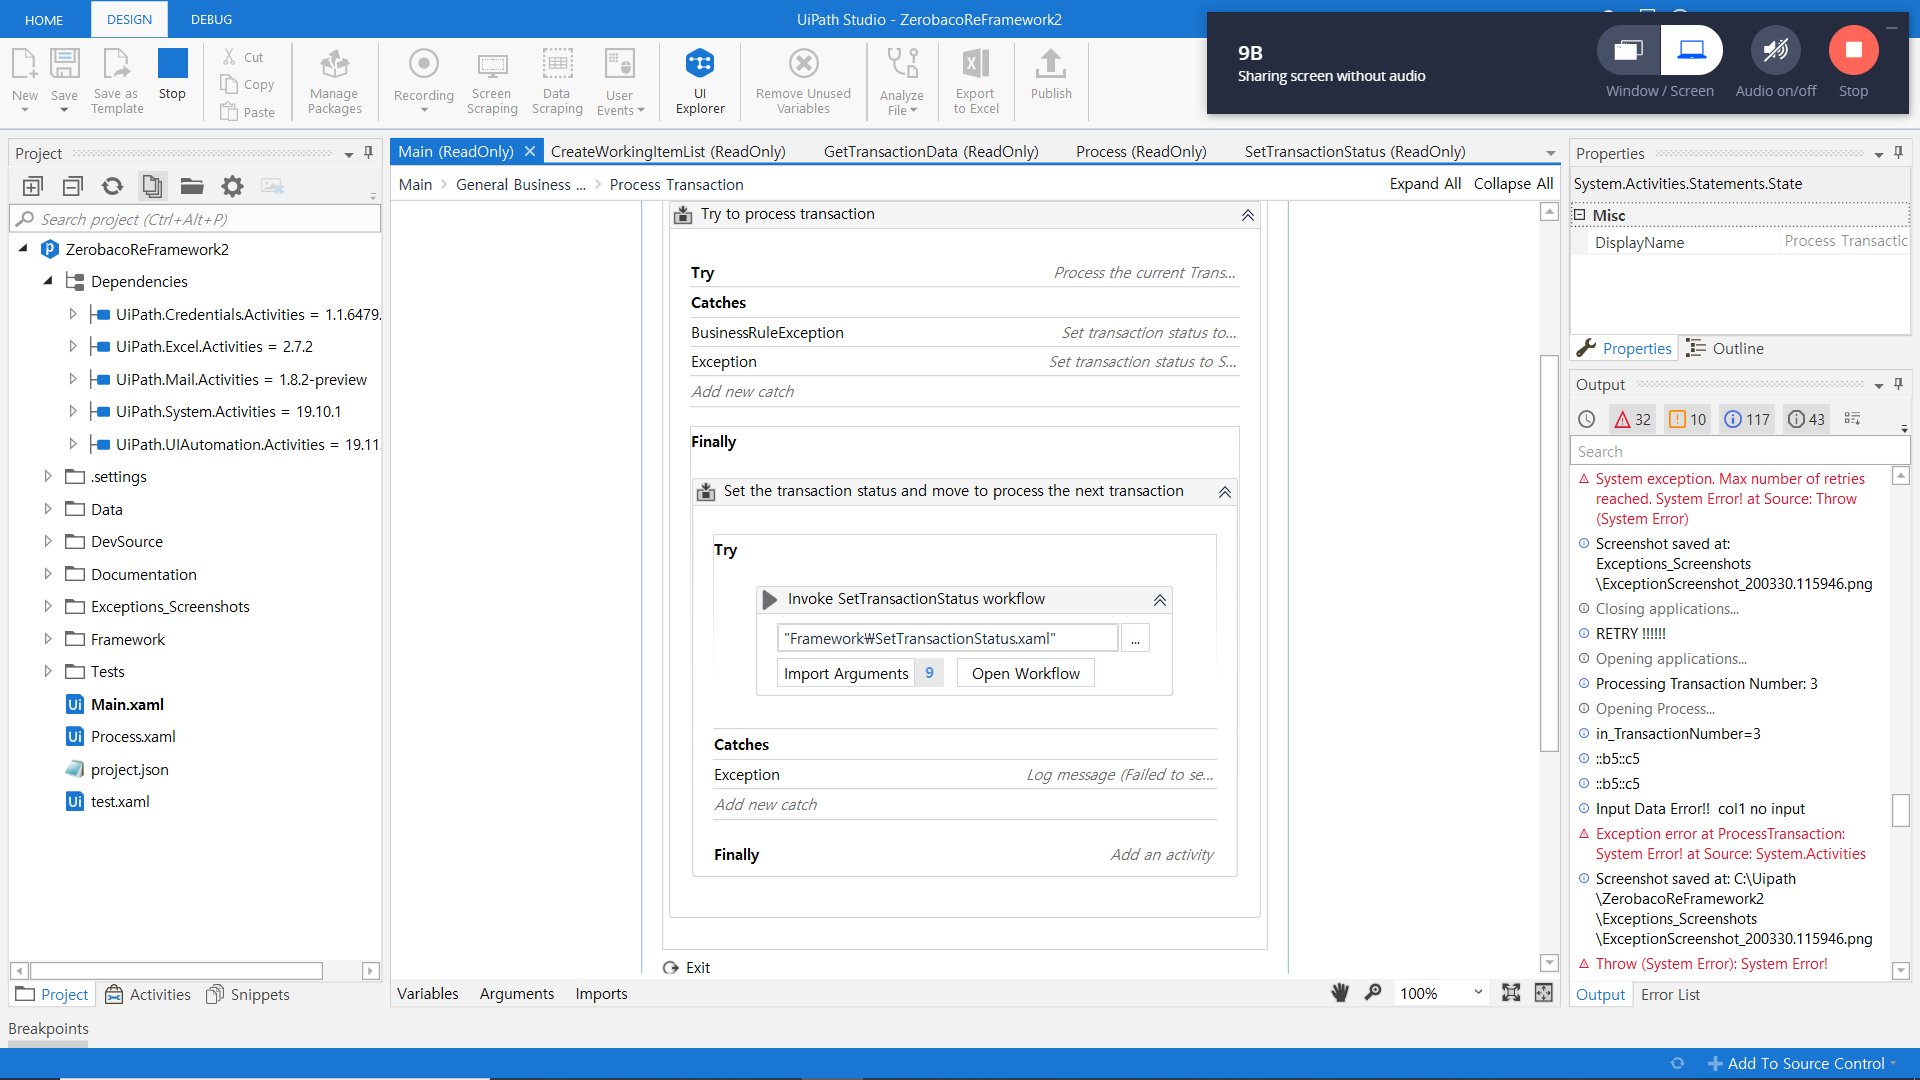 HOME
DESIGN
DEBUG
UiPath Studio - ZerobacoReFramework2
9B
Sharing screen without audio
Window / Screen
Audio on/off
Stop
New
Save
Save as
Template
Stop
Cut
Copy
Paste
Manage
Packages
Recording
Screen
Scraping
Data
Scraping
User
Events
UI
Explorer
Remove Unused
Variables
Analyze
File
Export
to Excel
Publish
Project
Search project (Ctrl+Alt+P)
ZerobacoReFramework2
Dependencies
UiPath.Credentials.Activities = 1.1.6479.
UiPath.Excel.Activities = 2.7.2
UiPath.Mail.Activities = 1.8.2-preview
UiPath.System.Activities = 19.10.1
UiPath.UIAutomation.Activities = 19.11.
.settings
Data
DevSource
Documentation
Exceptions_Screenshots
Framework
Tests
Ui Main.xaml
Ui Process.xaml
project.json
Ui test.xaml
Project
Activities
Snippets
Main (ReadOnly)
CreateWorkingItemList (ReadOnly)
GetTransactionData (ReadOnly)
Process (ReadOnly)
SetTransactionStatus (ReadOnly)
Main
General Business ...
Process Transaction
Expand All
Collapse All
Try to process transaction
Try
Process the current Trans...
Catches
BusinessRuleException
Set transaction status to...
Exception
Set transaction status to S...
Add new catch
Finally
Set the transaction status and move to process the next transaction
Try
Invoke SetTransactionStatus workflow
"Framework₩SetTransactionStatus.xaml"
...
Import Arguments
9
Open Workflow
Catches
Exception
Log message (Failed to se...
Add new catch
Finally
Add an activity
Exit
Variables
Arguments
Imports
100%
Properties
System.Activities.Statements.State
Misc
DisplayName
Process Transactic
Properties
Outline
Output
32
10
117
43
Search
System exception. Max number of retries
reached. System Error! at Source: Throw
(System Error)
Screenshot saved at:
Exceptions_Screenshots
\ExceptionScreenshot_200330.115946.png
Closing applications...
RETRY !!!!!!
Opening applications...
Processing Transaction Number: 3
Opening Process...
in_TransactionNumber=3
::b5::c5
::b5::c5
Input Data Error!!  col1 no input
Exception error at ProcessTransaction:
System Error! at Source: System.Activities
Screenshot saved at: C:\Uipath
\ZerobacoReFramework2
\Exceptions_Screenshots
\ExceptionScreenshot_200330.115946.png
Throw (System Error): System Error!
Output
Error List
Breakpoints
Add To Source Control